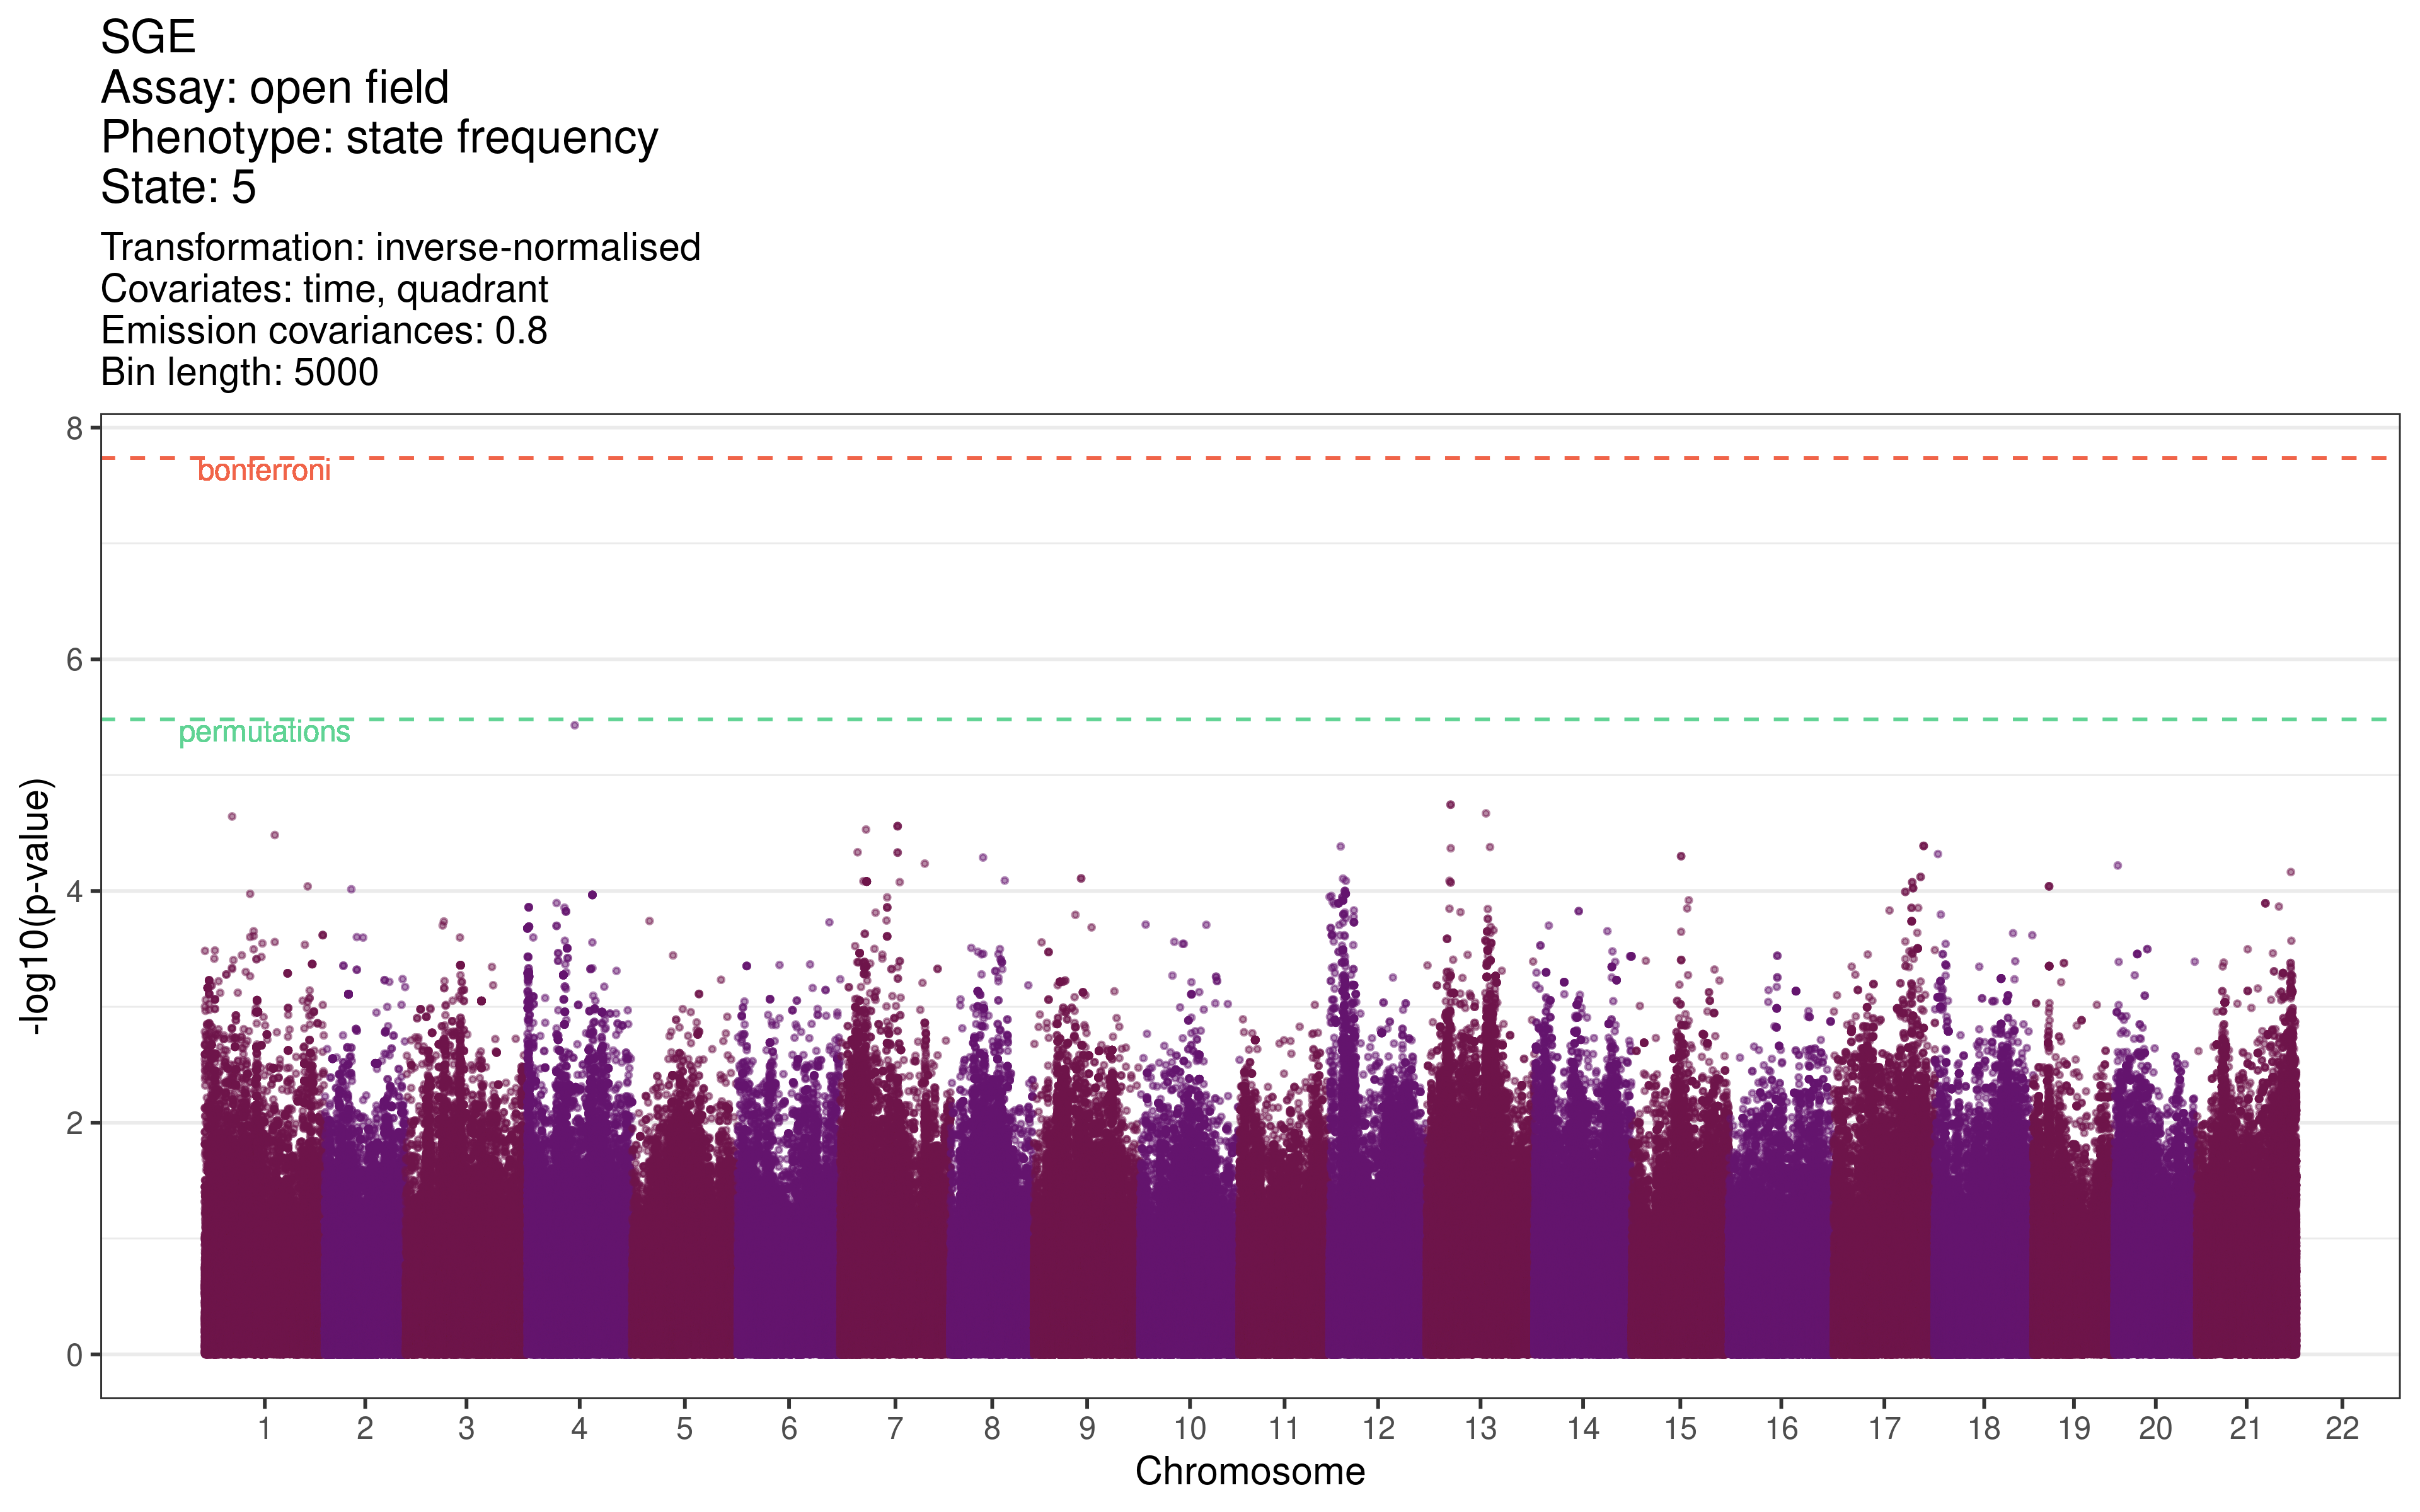 SGE
Assay: open field
Phenotype: state frequency
State: 5
Transformation: inverse-normalised
Covariates: time, quadrant
Emission covariances: 0.8
Bin length: 5000
8
bonferroni
6
permutations
4
2
0
-log10(p-value)
1 2 3 4 5 6 7 8 9 10 11 12 13 14 15 16 17 18 19 20 21 22
Chromosome